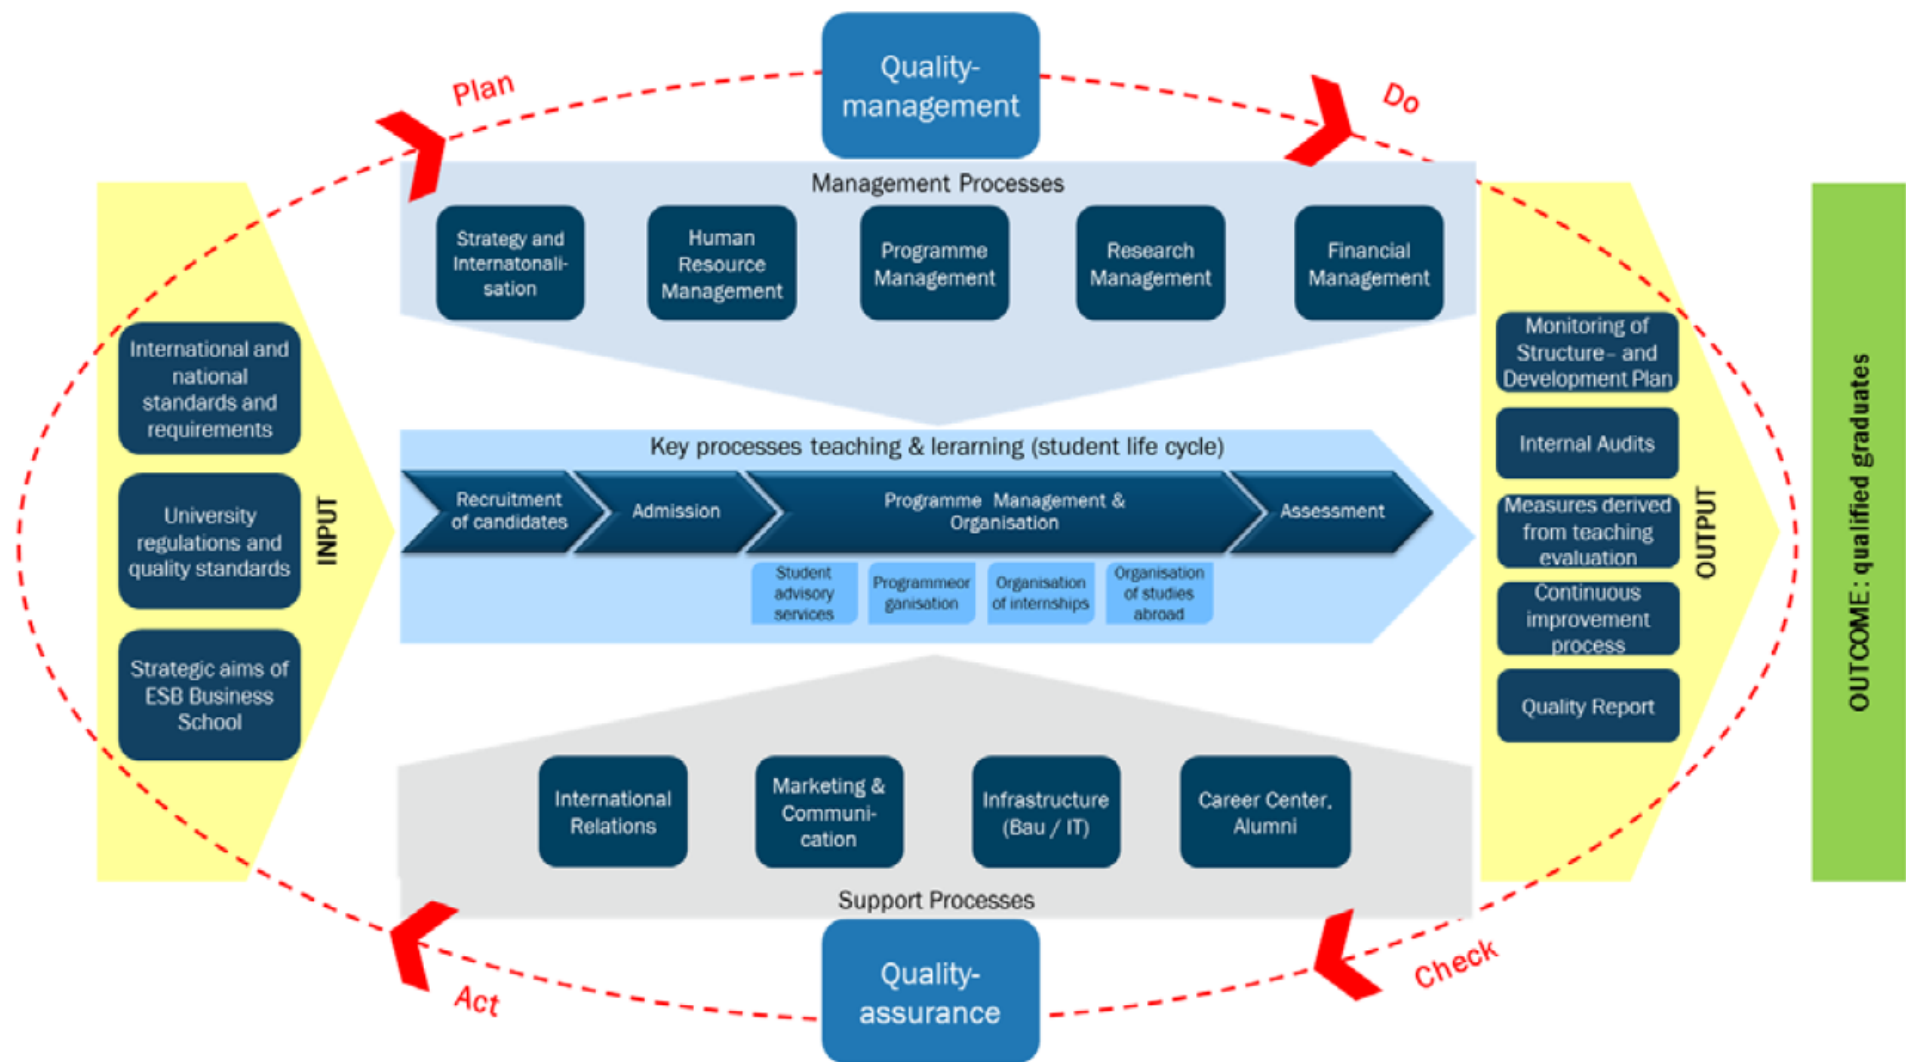 Quality-
management
Plan
Do
Management Processes
Strategy and
Internatonali-
sation
Human
Resource
Management
Programme
Management
Research
Management
Financial
Management
International and
national
standards and
requirements
University
regulations and
quality standards
Strategic aims of
ESB Business
School
INPUT
Key processes teaching & lerarning (student life cycle)
Recruitment
of candidates
Admission
Programme Management &
Organisation
Assessment
Student
advisory
services
Programmeor
ganisation
Organisation
of internships
Organisation
of studies
abroad
Monitoring of
Structure– and
Development Plan
Internal Audits
Measures derived
from teaching
evaluation
Continuous
improvement
process
Quality Report
OUTPUT
OUTCOME: qualified graduates
International
Relations
Marketing &
Communi-
cation
Infrastructure
(Bau / IT)
Career Center,
Alumni
Support Processes
Act
Check
Quality-
assurance